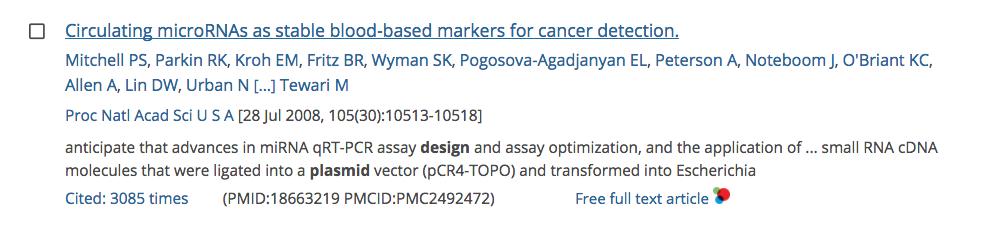 Circulating microRNAs as stable blood-based markers for cancer detection.
Mitchell PS, Parkin RK, Kroh EM, Fritz BR, Wyman SK, Pogosova-Agadjanyan EL, Peterson A, Noteboom J, O'Briant KC,
Allen A, Lin DW, Urban N [...] Tewari M
Proc Natl Acad Sci U S A [28 Jul 2008, 105(30):10513-10518]
anticipate that advances in miRNA qRT-PCR assay design and assay optimization, and the application of ... small RNA cDNA
molecules that were ligated into a plasmid vector (pCR4-TOPO) and transformed into Escherichia
Cited: 3085 times (PMID:18663219 PMCID:PMC2492472) Free full text article